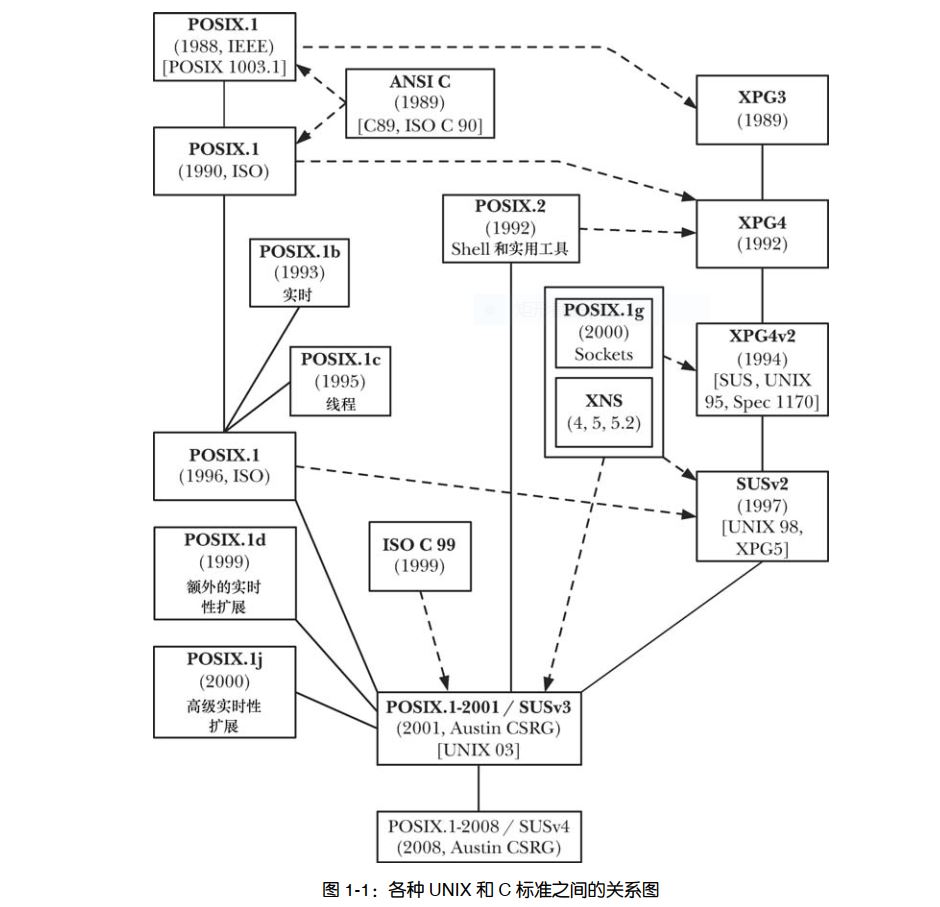 POSIX.1
(1988, IEEE)
[POSIX 1003.1]
ANSI C
(1989)
[C89, ISO C 90]
XPG3
(1989)
POSIX.1
(1990, ISO)
POSIX.2
(1992)
Shell 和实用工具
XPG4
(1992)
POSIX.1b
(1993)
实时
POSIX.1g
(2000)
Sockets
XPG4v2
(1994)
[SUS, UNIX
95, Spec 1170]
POSIX.1c
(1995)
线程
XNS
(4, 5, 5.2)
POSIX.1
(1996, ISO)
SUSv2
(1997)
[UNIX 98,
XPG5]
POSIX.1d
(1999)
额外的实时
性扩展
ISO C 99
(1999)
POSIX.1j
(2000)
高级实时性
扩展
POSIX.1-2001 / SUSv3
(2001, Austin CSRG)
[UNIX 03]
POSIX.1-2008 / SUSv4
(2008, Austin CSRG)
图 1-1：各种 UNIX 和 C 标准之间的关系图